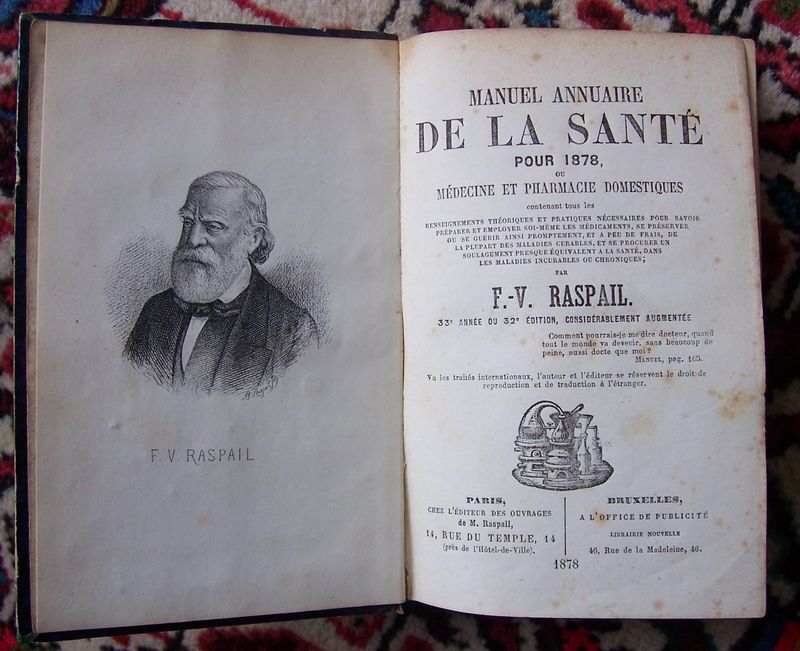 F. V. RASPAIL
MANUEL ANNUAIRE
DE LA SANTÉ
POUR 1878,
OU
MÉDECINE ET PHARMACIE DOMESTIQUES
contenant tous les
RENSEIGNEMENTS THÉORIQUES ET PRATIQUES NÉCESSAIRES POUR SAVOIR
PRÉPARER ET EMPLOYER SOI-MÊME LES MÉDICAMENTS, SE PRÉSERVER
OU SE GUÉRIR AINSI PROMPTEMENT, ET A PEU DE FRAIS, DE
LA PLUPART DES MALADIES CURABLES, ET SE PROCURER UN
SOULAGEMENT PRESQUE ÉQUIVALENT A LA SANTÉ, DANS
LES MALADIES INCURABLES OU CHRONIQUES;
PAR
F.-V. RASPAIL.
33e ANNÉE OU 32e ÉDITION, CONSIDÉRABLEMENT AUGMENTÉE
Comment pourrais-je me dire docteur, quand
tout le monde va devenir, sans beaucoup de
peine, aussi docte que moi?
MANUEL, pag. 165.
Vu les traités internationaux, l'auteur et l'éditeur se réservent le droit de
reproduction et de traduction à l'étranger.
PARIS,
CHEZ L'ÉDITEUR DES OUVRAGES
de M. Raspail,
14, RUE DU TEMPLE, 14
(près de l'Hôtel-de-Ville).
BRUXELLES,
A L'OFFICE DE PUBLICITÉ
LIBRAIRIE NOUVELLE
46, Rue de la Madeleine, 46.
1878